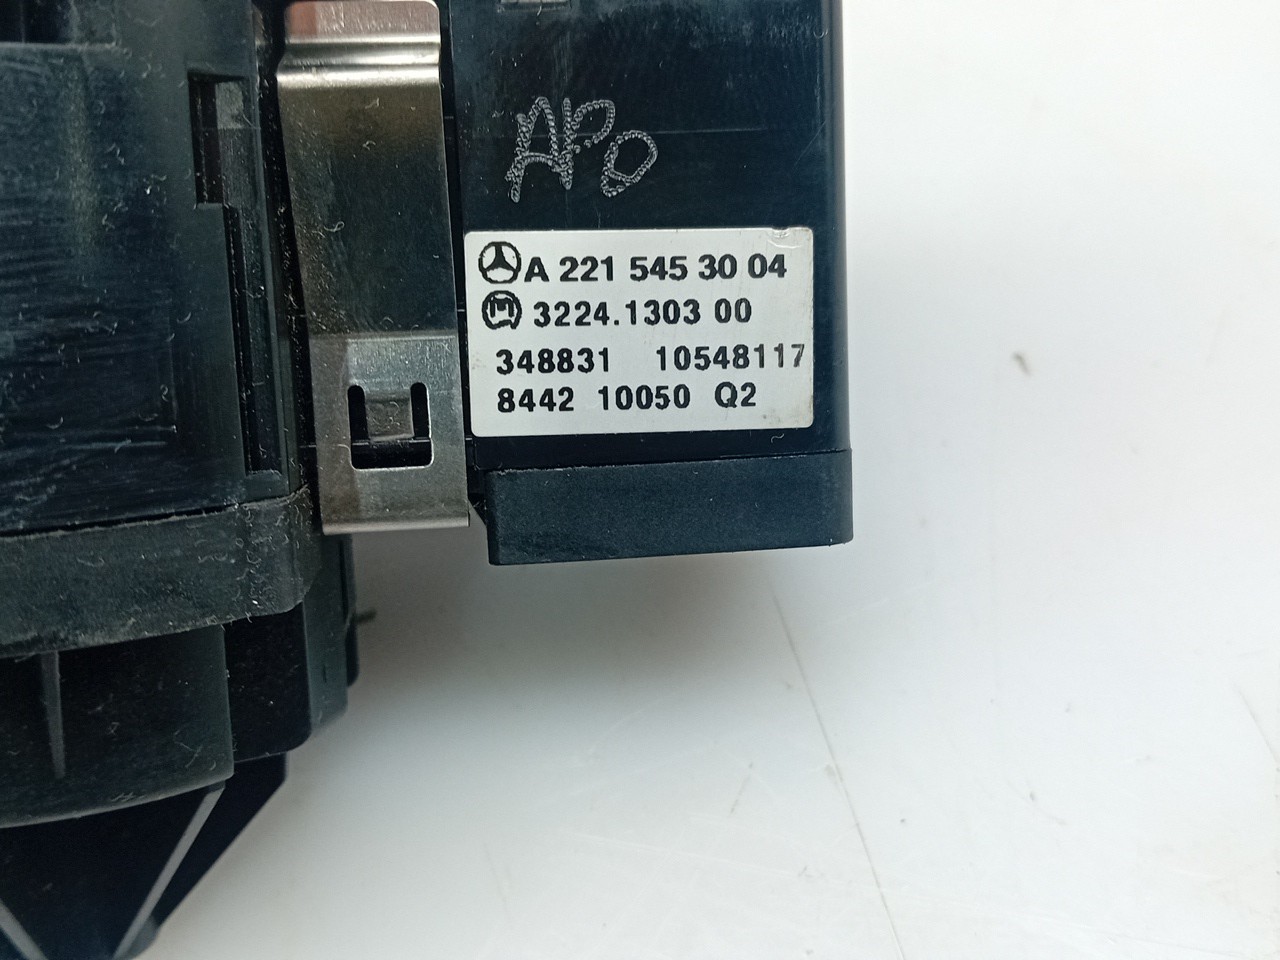 APO
A 221 545 30 04
M 3224.1303 00
348831 10548117
8442 10050 Q2